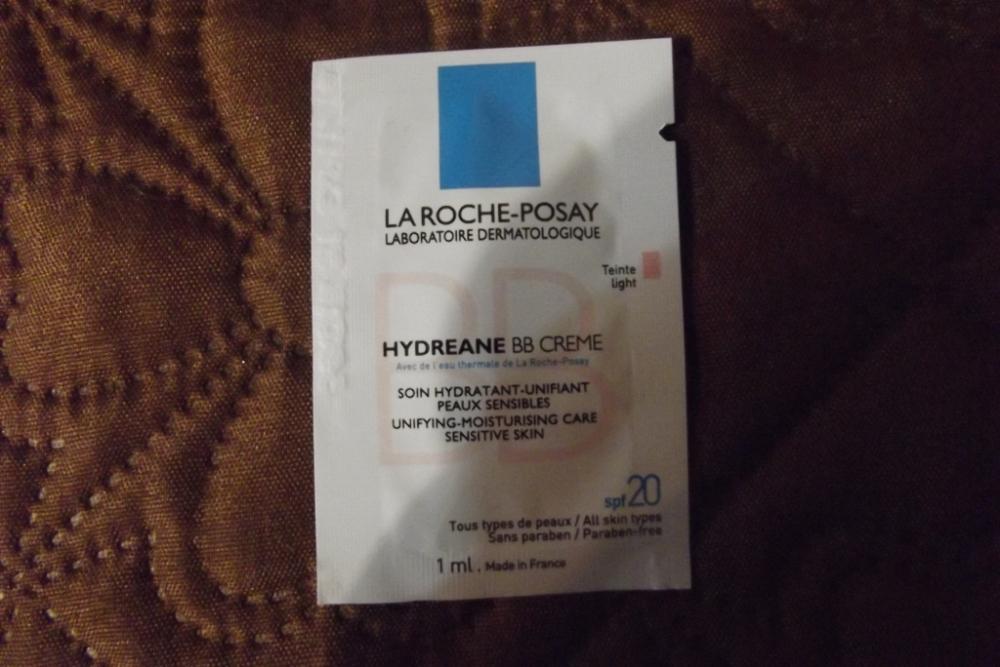 LA ROCHE-POSAY
LABORATOIRE DERMATOLOGIQUE
Teinte
light
BB
HYDREANE BB CREME
Avec de l'eau thermale de La Roche-Posay
SOIN HYDRATANT-UNIFIANT
PEAUX SENSIBLES
UNIFYING-MOISTURISING CARE
SENSITIVE SKIN
spf 20
Tous types de peaux / All skin types
Sans paraben / Paraben-free
1 ml . Made in France